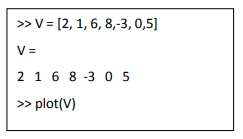 >> V = [2, 1, 6, 8,-3, 0,5]
V =
2 1 6 8 -3 0 5
>> plot(V)